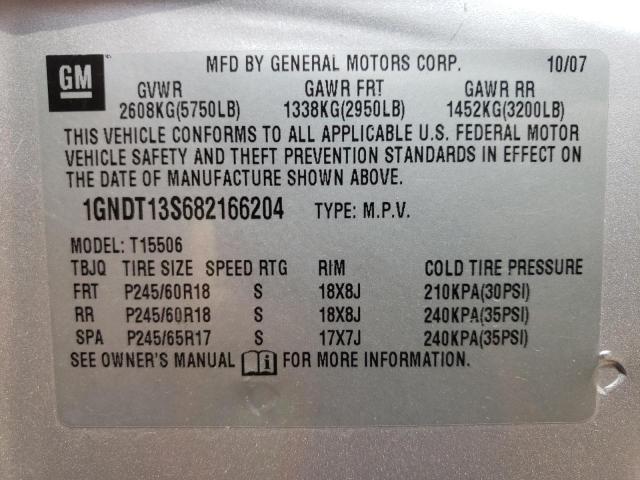 GM
MFD BY GENERAL MOTORS CORP. 10/07
GVWR GAWR FRT GAWR RR
2608KG(5750LB) 1338KG(2950LB) 1452KG(3200LB)
THIS VEHICLE CONFORMS TO ALL APPLICABLE U.S. FEDERAL MOTOR
VEHICLE SAFETY AND THEFT PREVENTION STANDARDS IN EFFECT ON
THE DATE OF MANUFACTURE SHOWN ABOVE.
1GNDT13S682166204 TYPE: M.P.V.
MODEL: T15506
TBJQ TIRE SIZE SPEED RTG RIM COLD TIRE PRESSURE
FRT P245/60R18 S 18X8J 210KPA(30PSI)
RR P245/60R18 S 18X8J 240KPA(35PSI)
SPA P245/65R17 S 17X7J 240KPA(35PSI)
SEE OWNER'S MANUAL i FOR MORE INFORMATION.